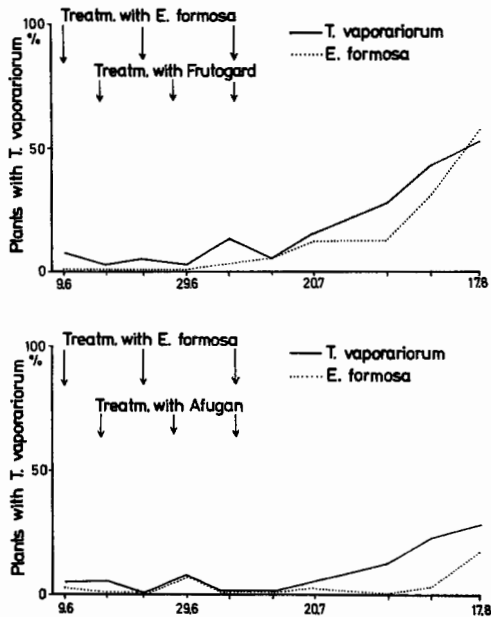 100
%
Plants with T. vaporariorum
50
0
Treatm. with E. formosa
Treatm. with Frutogard
T. vaporariorum
E. formosa
9.6
29.6
20.7
17.8
100
%
Plants with T. vaporariorum
50
0
Treatm. with E. formosa
Treatm. with Afugan
T. vaporariorum
E. formosa
9.6
29.6
20.7
17.8